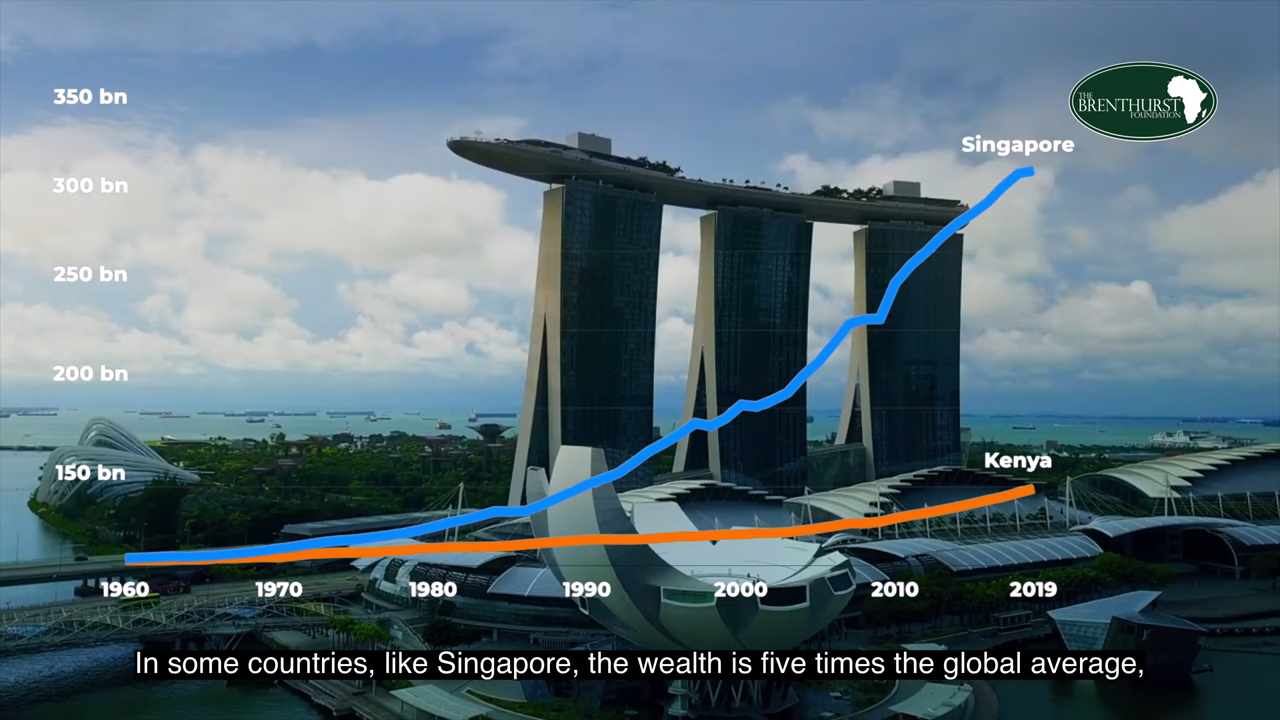 350 bn
THE
BRENTHURST
FOUNDATION
Singapore
300 bn
250 bn
200 bn
150 bn
Kenya
1960 1970 1980 1990 2000 2010 2019
In some countries, like Singapore, the wealth is five times the global average,